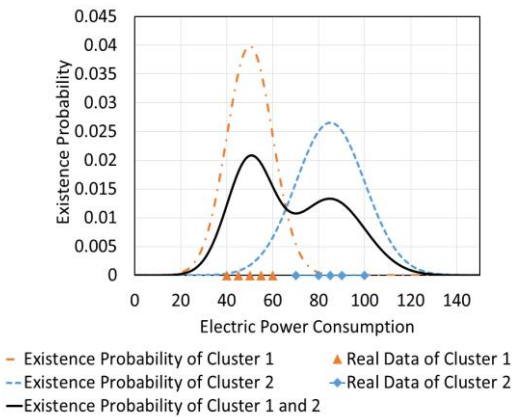 0.045
0.04
0.035
0.03
0.025
0.02
0.015
0.01
0.005
0
Existence Probability
0 20 40 60 80 100 120 140
Electric Power Consumption
Existence Probability of Cluster 1
Real Data of Cluster 1
Existence Probability of Cluster 2
Real Data of Cluster 2
Existence Probability of Cluster 1 and 2